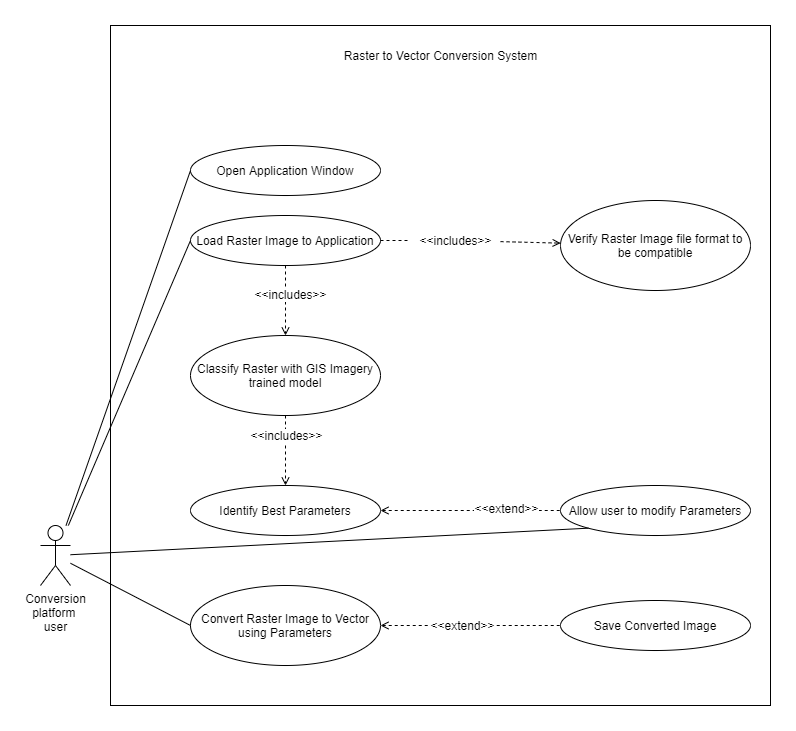 Raster to Vector Conversion System
Open Application Window
Load Raster Image to Application
<<includes>>
Verify Raster Image file format to
be compatible
<<includes>>
Classify Raster with GIS Imagery
trained model
<<includes>>
Identify Best Parameters
<<extend>>
Allow user to modify Parameters
Conversion
platform
user
Convert Raster Image to Vector
using Parameters
<<extend>>
Save Converted Image